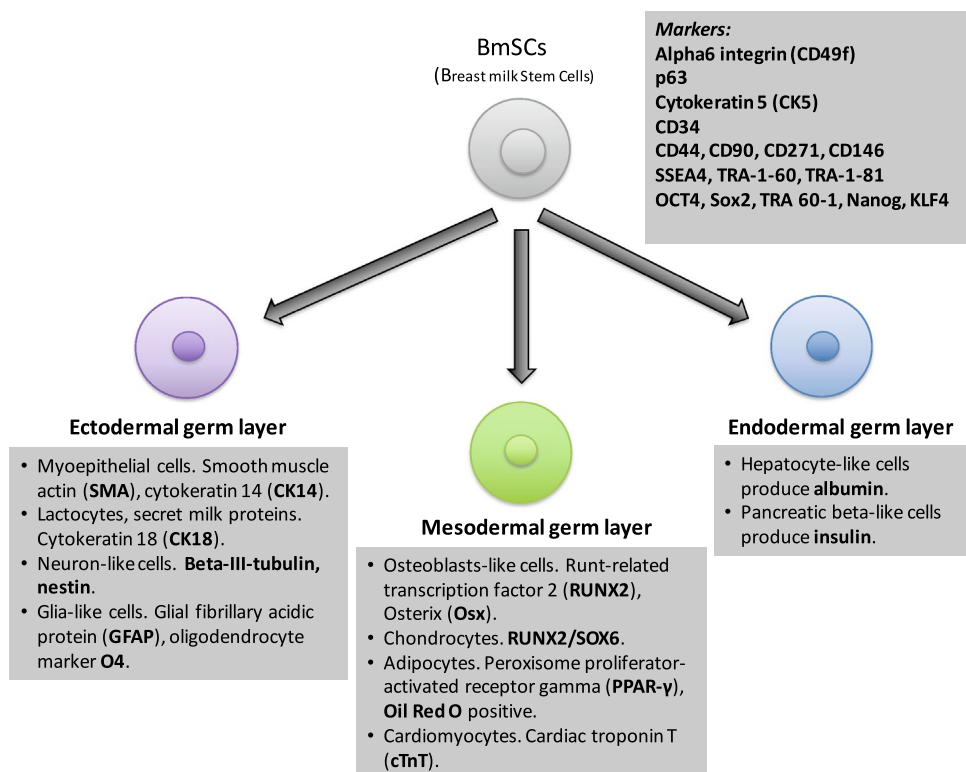 BmSCs
(Breast milk Stem Cells)
Markers:
Alpha6 integrin (CD49f)
p63
Cytokeratin 5 (CK5)
CD34
CD44, CD90, CD271, CD146
SSEA4, TRA-1-60, TRA-1-81
OCT4, Sox2, TRA 60-1, Nanog, KLF4
Ectodermal germ layer
• Myoepithelial cells. Smooth muscle
actin (SMA), cytokeratin 14 (CK14).
• Lactocytes, secret milk proteins.
Cytokeratin 18 (CK18).
• Neuron-like cells. Beta-III-tubulin,
nestin.
• Glia-like cells. Glial fibrillary acidic
protein (GFAP), oligodendrocyte
marker O4.
Mesodermal germ layer
• Osteoblasts-like cells. Runt-related
transcription factor 2 (RUNX2),
Osterix (Osx).
• Chondrocytes. RUNX2/SOX6.
• Adipocytes. Peroxisome proliferator-
activated receptor gamma (PPAR-γ),
Oil Red O positive.
• Cardiomyocytes. Cardiac troponin T
(cTnT).
Endodermal germ layer
• Hepatocyte-like cells
produce albumin.
• Pancreatic beta-like cells
produce insulin.